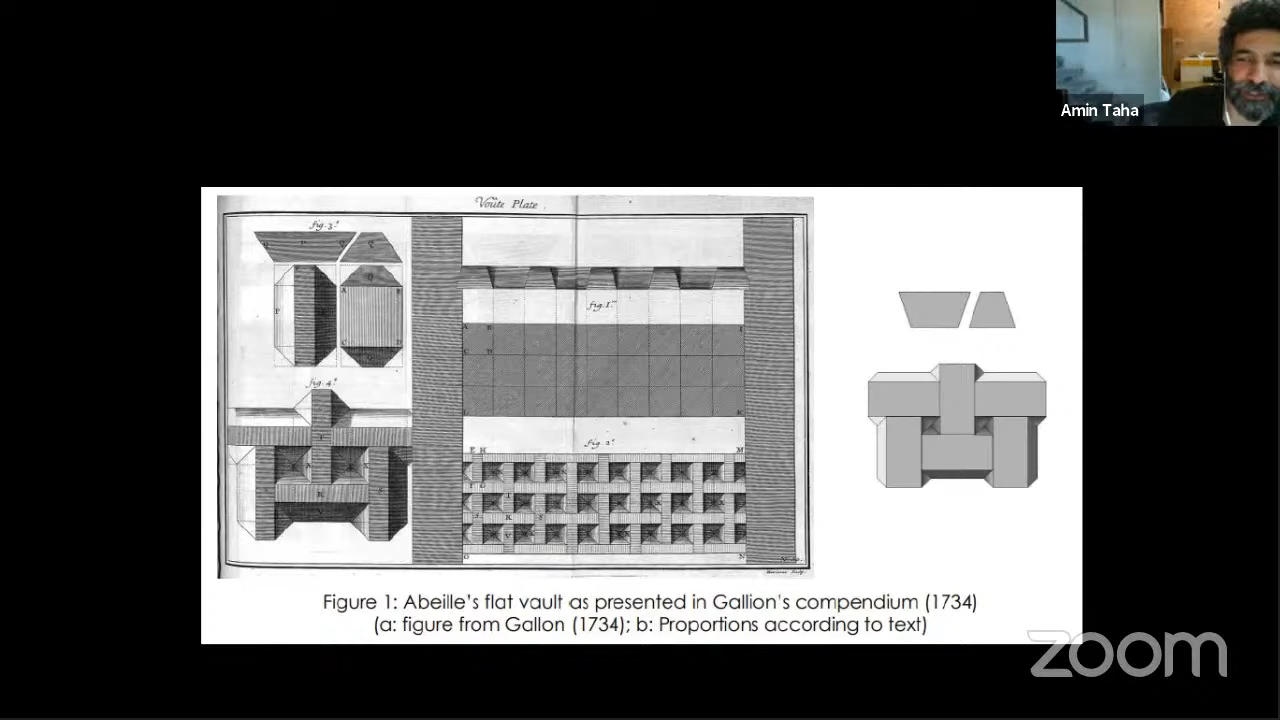 Amin Taha
Voûte Plate
fig. 3.e
fig. 1.re
fig. 4.e
fig. 2.e
Figure 1: Abeille's flat vault as presented in Gallion's compendium (1734)
(a: figure from Gallon (1734); b: Proportions according to text)
zoom